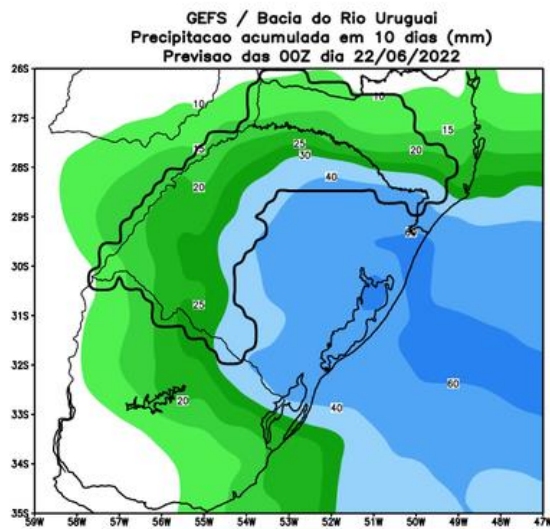 GEFS / Bacia do Rio Uruguai
Precipitacao acumulada em 10 dias (mm)
Previsao das 00Z dia 22/06/2022
26S
27S
28S
29S
30S
31S
32S
33S
34S
35S
10
10
15
15
20
20
25
30
40
25
60
20
40
59W 58W 57W 56W 55W 54W 53W 52W 51W 50W 49W 48W 47W